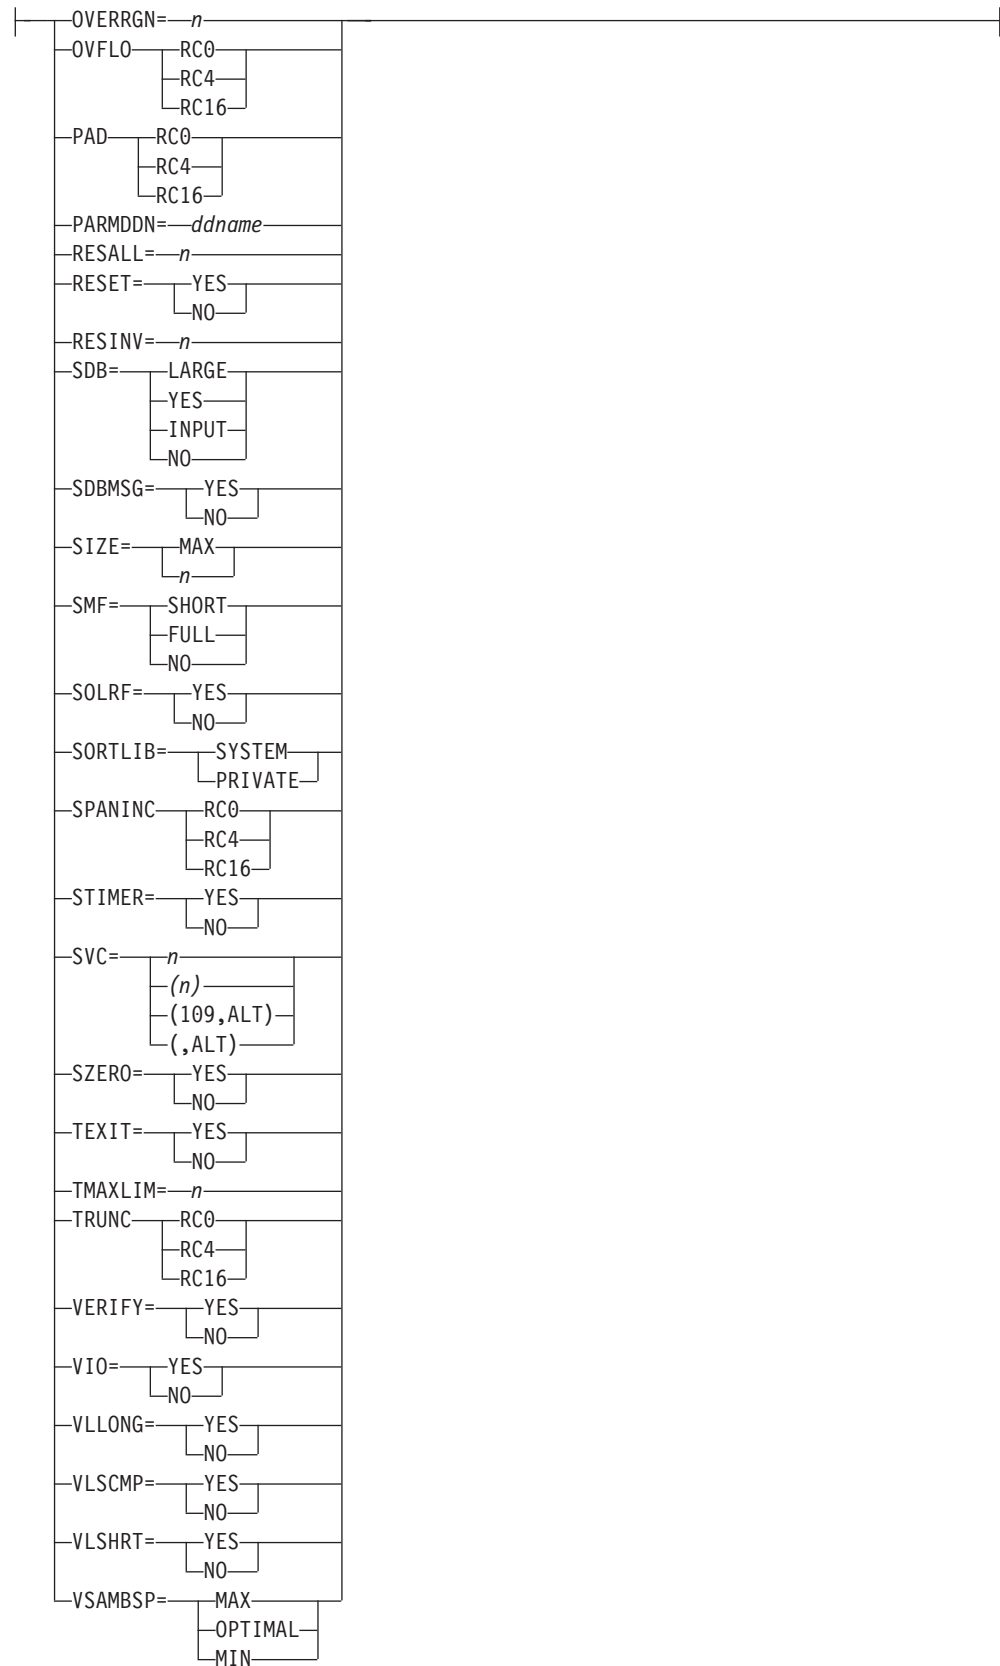 OVERRGN= n
OVFLO RC0
RC4
RC16
PAD RC0
RC4
RC16
PARMDDN= ddname
RESALL= n
RESET= YES
NO
RESINV= n
SDB= LARGE
YES
INPUT
NO
SDBMSG= YES
NO
SIZE= MAX
n
SMF= SHORT
FULL
NO
SOLRF= YES
NO
SORTLIB= SYSTEM
PRIVATE
SPANINC RC0
RC4
RC16
STIMER= YES
NO
SVC= n
(n)
(109,ALT)
(,ALT)
SZERO= YES
NO
TEXIT= YES
NO
TMAXLIM= n
TRUNC RC0
RC4
RC16
VERIFY= YES
NO
VIO= YES
NO
VLLONG= YES
NO
VLSCMP= YES
NO
VLSHRT= YES
NO
VSAMBSP= MAX
OPTIMAL
MIN